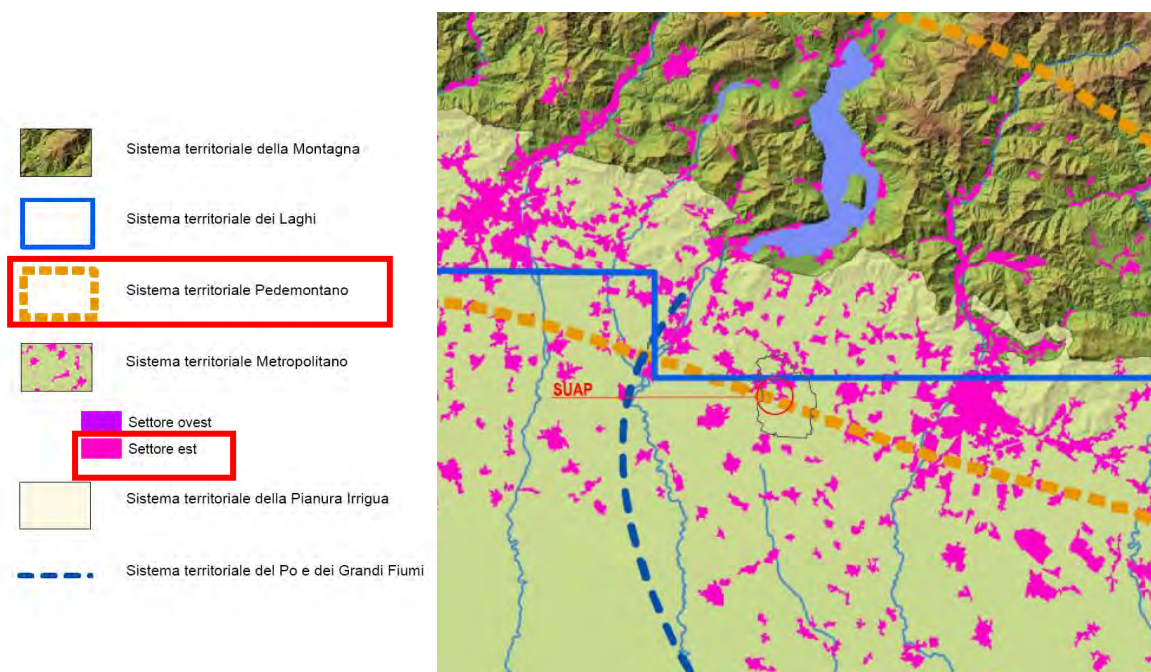 Sistema territoriale della Montagna
Sistema territoriale dei Laghi
Sistema territoriale Pedemontano
Sistema territoriale Metropolitano
Settore ovest
Settore est
Sistema territoriale della Pianura Irrigua
Sistema territoriale del Po e dei Grandi Fiumi
SUAP